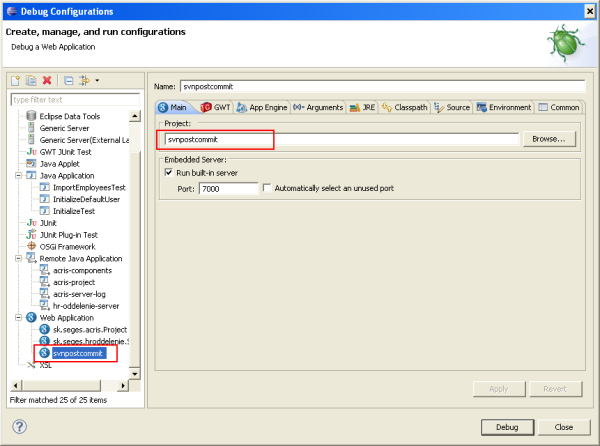 Debug Configurations
Create, manage, and run configurations
Debug a Web Application
type filter text
Eclipse Data Tools
Generic Server
Generic Server(External La
GWT JUnit Test
Java Applet
Java Application
ImportEmployeesTest
InitializeDefaultUser
InitializeTest
JUnit
JUnit Plug-in Test
OSGi Framework
Remote Java Application
acris-components
acris-project
acris-server-log
hr-oddelenie-server
Web Application
sk.seges.acris.Project
sk.seges.hroddelenie.S
svnpostcommit
XSL
Filter matched 25 of 25 items
Name: svnpostcommit
Main GWT App Engine Arguments JRE Classpath Source Environment Common
Project:
svnpostcommit Browse...
Embedded Server:
Run built-in server
Port: 7000 Automatically select an unused port
Apply Revert
Debug Close